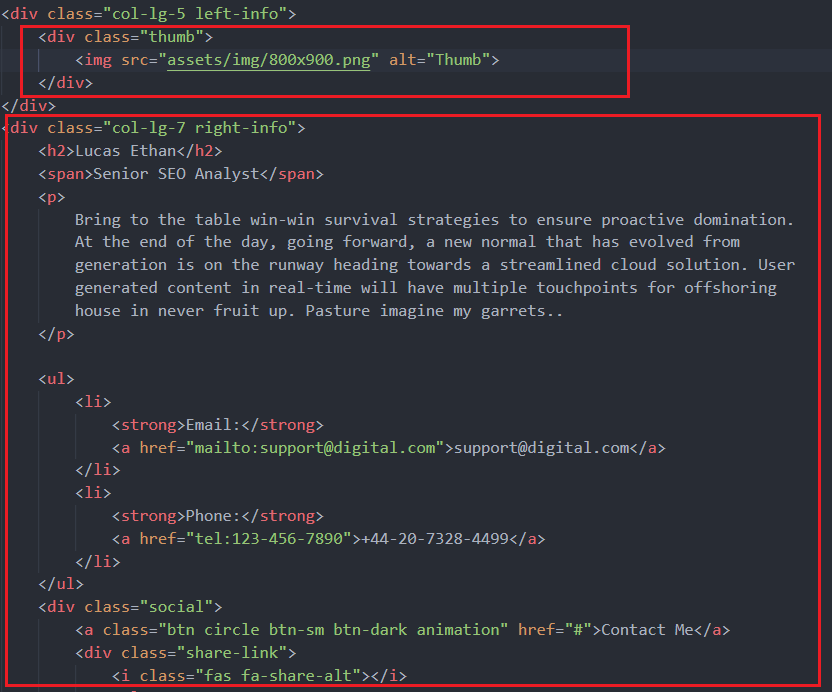 <div class="col-lg-5 left-info">
    <div class="thumb">
        <img src="assets/img/800x900.png" alt="Thumb">
    </div>
</div>
<div class="col-lg-7 right-info">
    <h2>Lucas Ethan</h2>
    <span>Senior SEO Analyst</span>
    <p>
        Bring to the table win-win survival strategies to ensure proactive domination.
        At the end of the day, going forward, a new normal that has evolved from
        generation is on the runway heading towards a streamlined cloud solution. User
        generated content in real-time will have multiple touchpoints for offshoring
        house in never fruit up. Pasture imagine my garrets..
    </p>
    <ul>
        <li>
            <strong>Email:</strong>
            <a href="mailto:support@digital.com">support@digital.com</a>
        </li>
        <li>
            <strong>Phone:</strong>
            <a href="tel:123-456-7890">+44-20-7328-4499</a>
        </li>
    </ul>
    <div class="social">
        <a class="btn circle btn-sm btn-dark animation" href="#">Contact Me</a>
        <div class="share-link">
            <i class="fas fa-share-alt"></i>